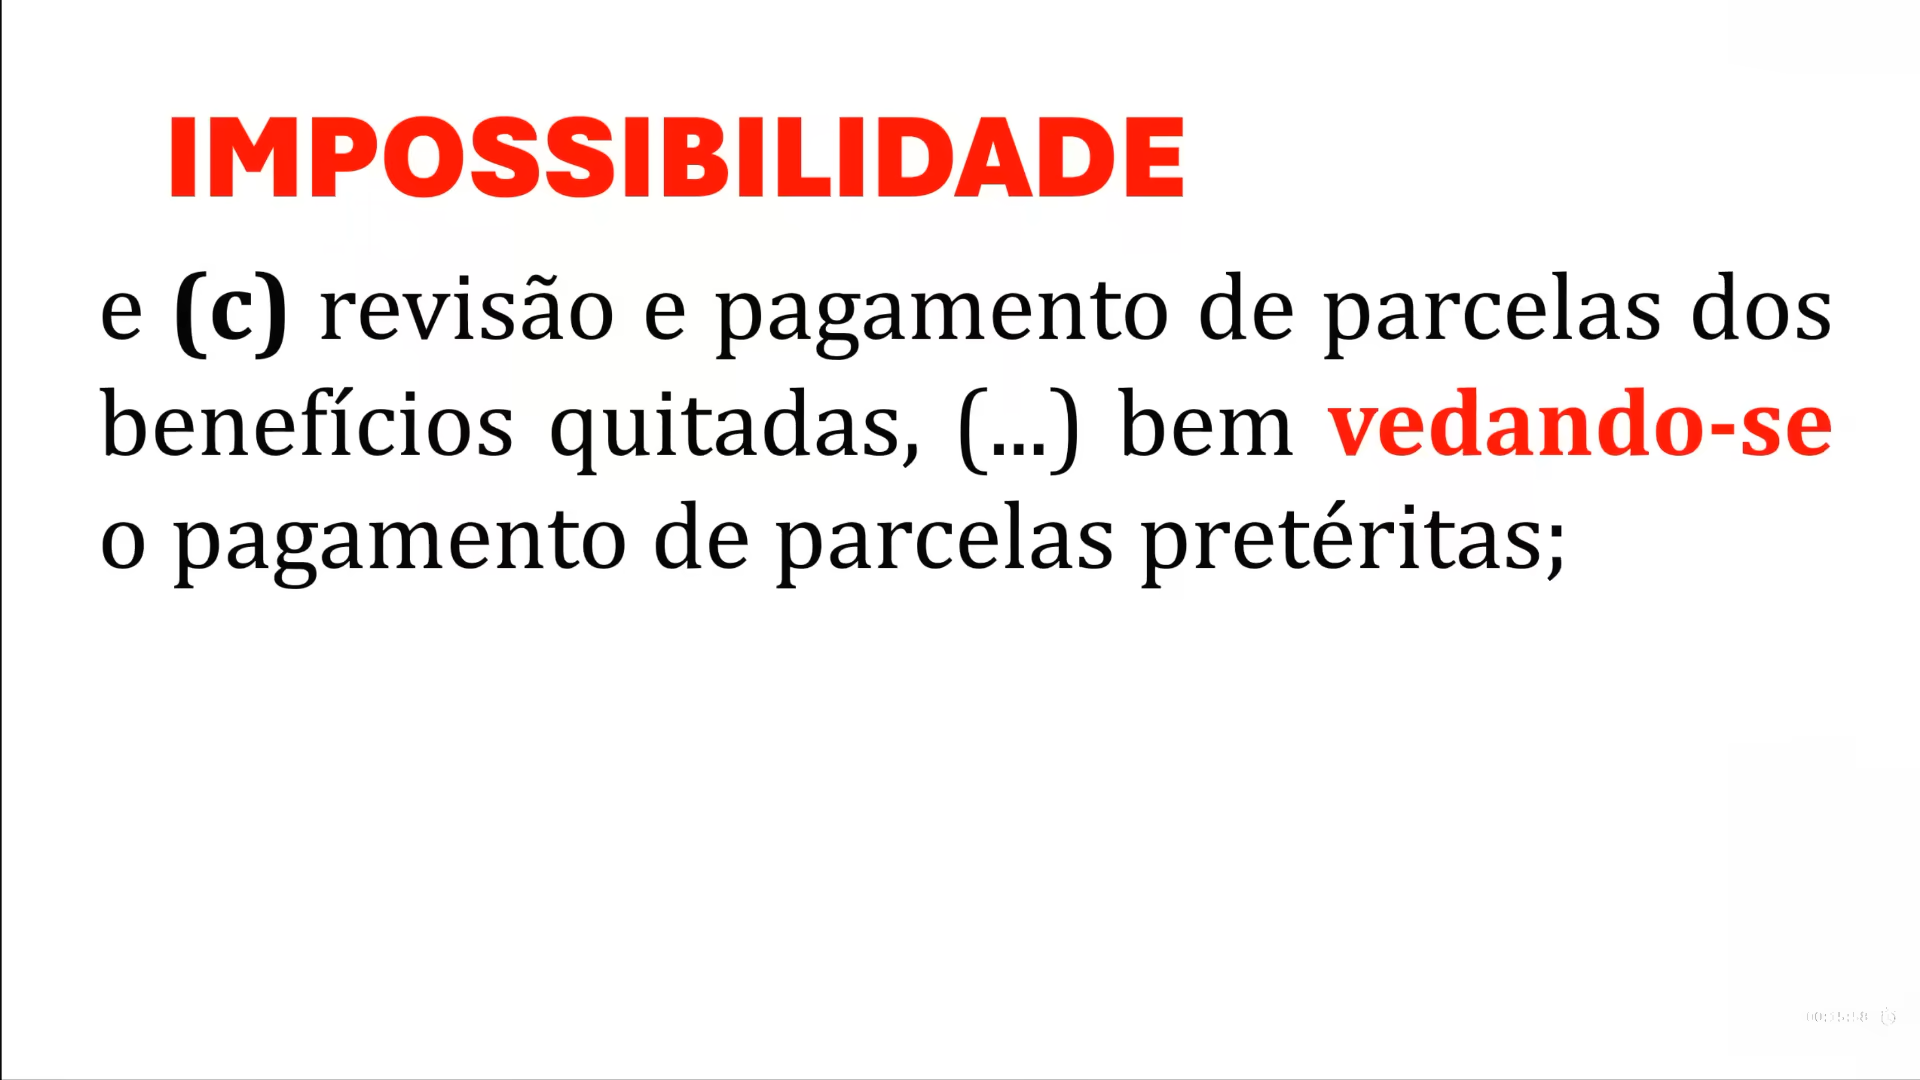 IMPOSSIBILIDADE
e (c) revisão e pagamento de parcelas dos
benefícios quitadas, (...) bem vedando-se
o pagamento de parcelas pretéritas;